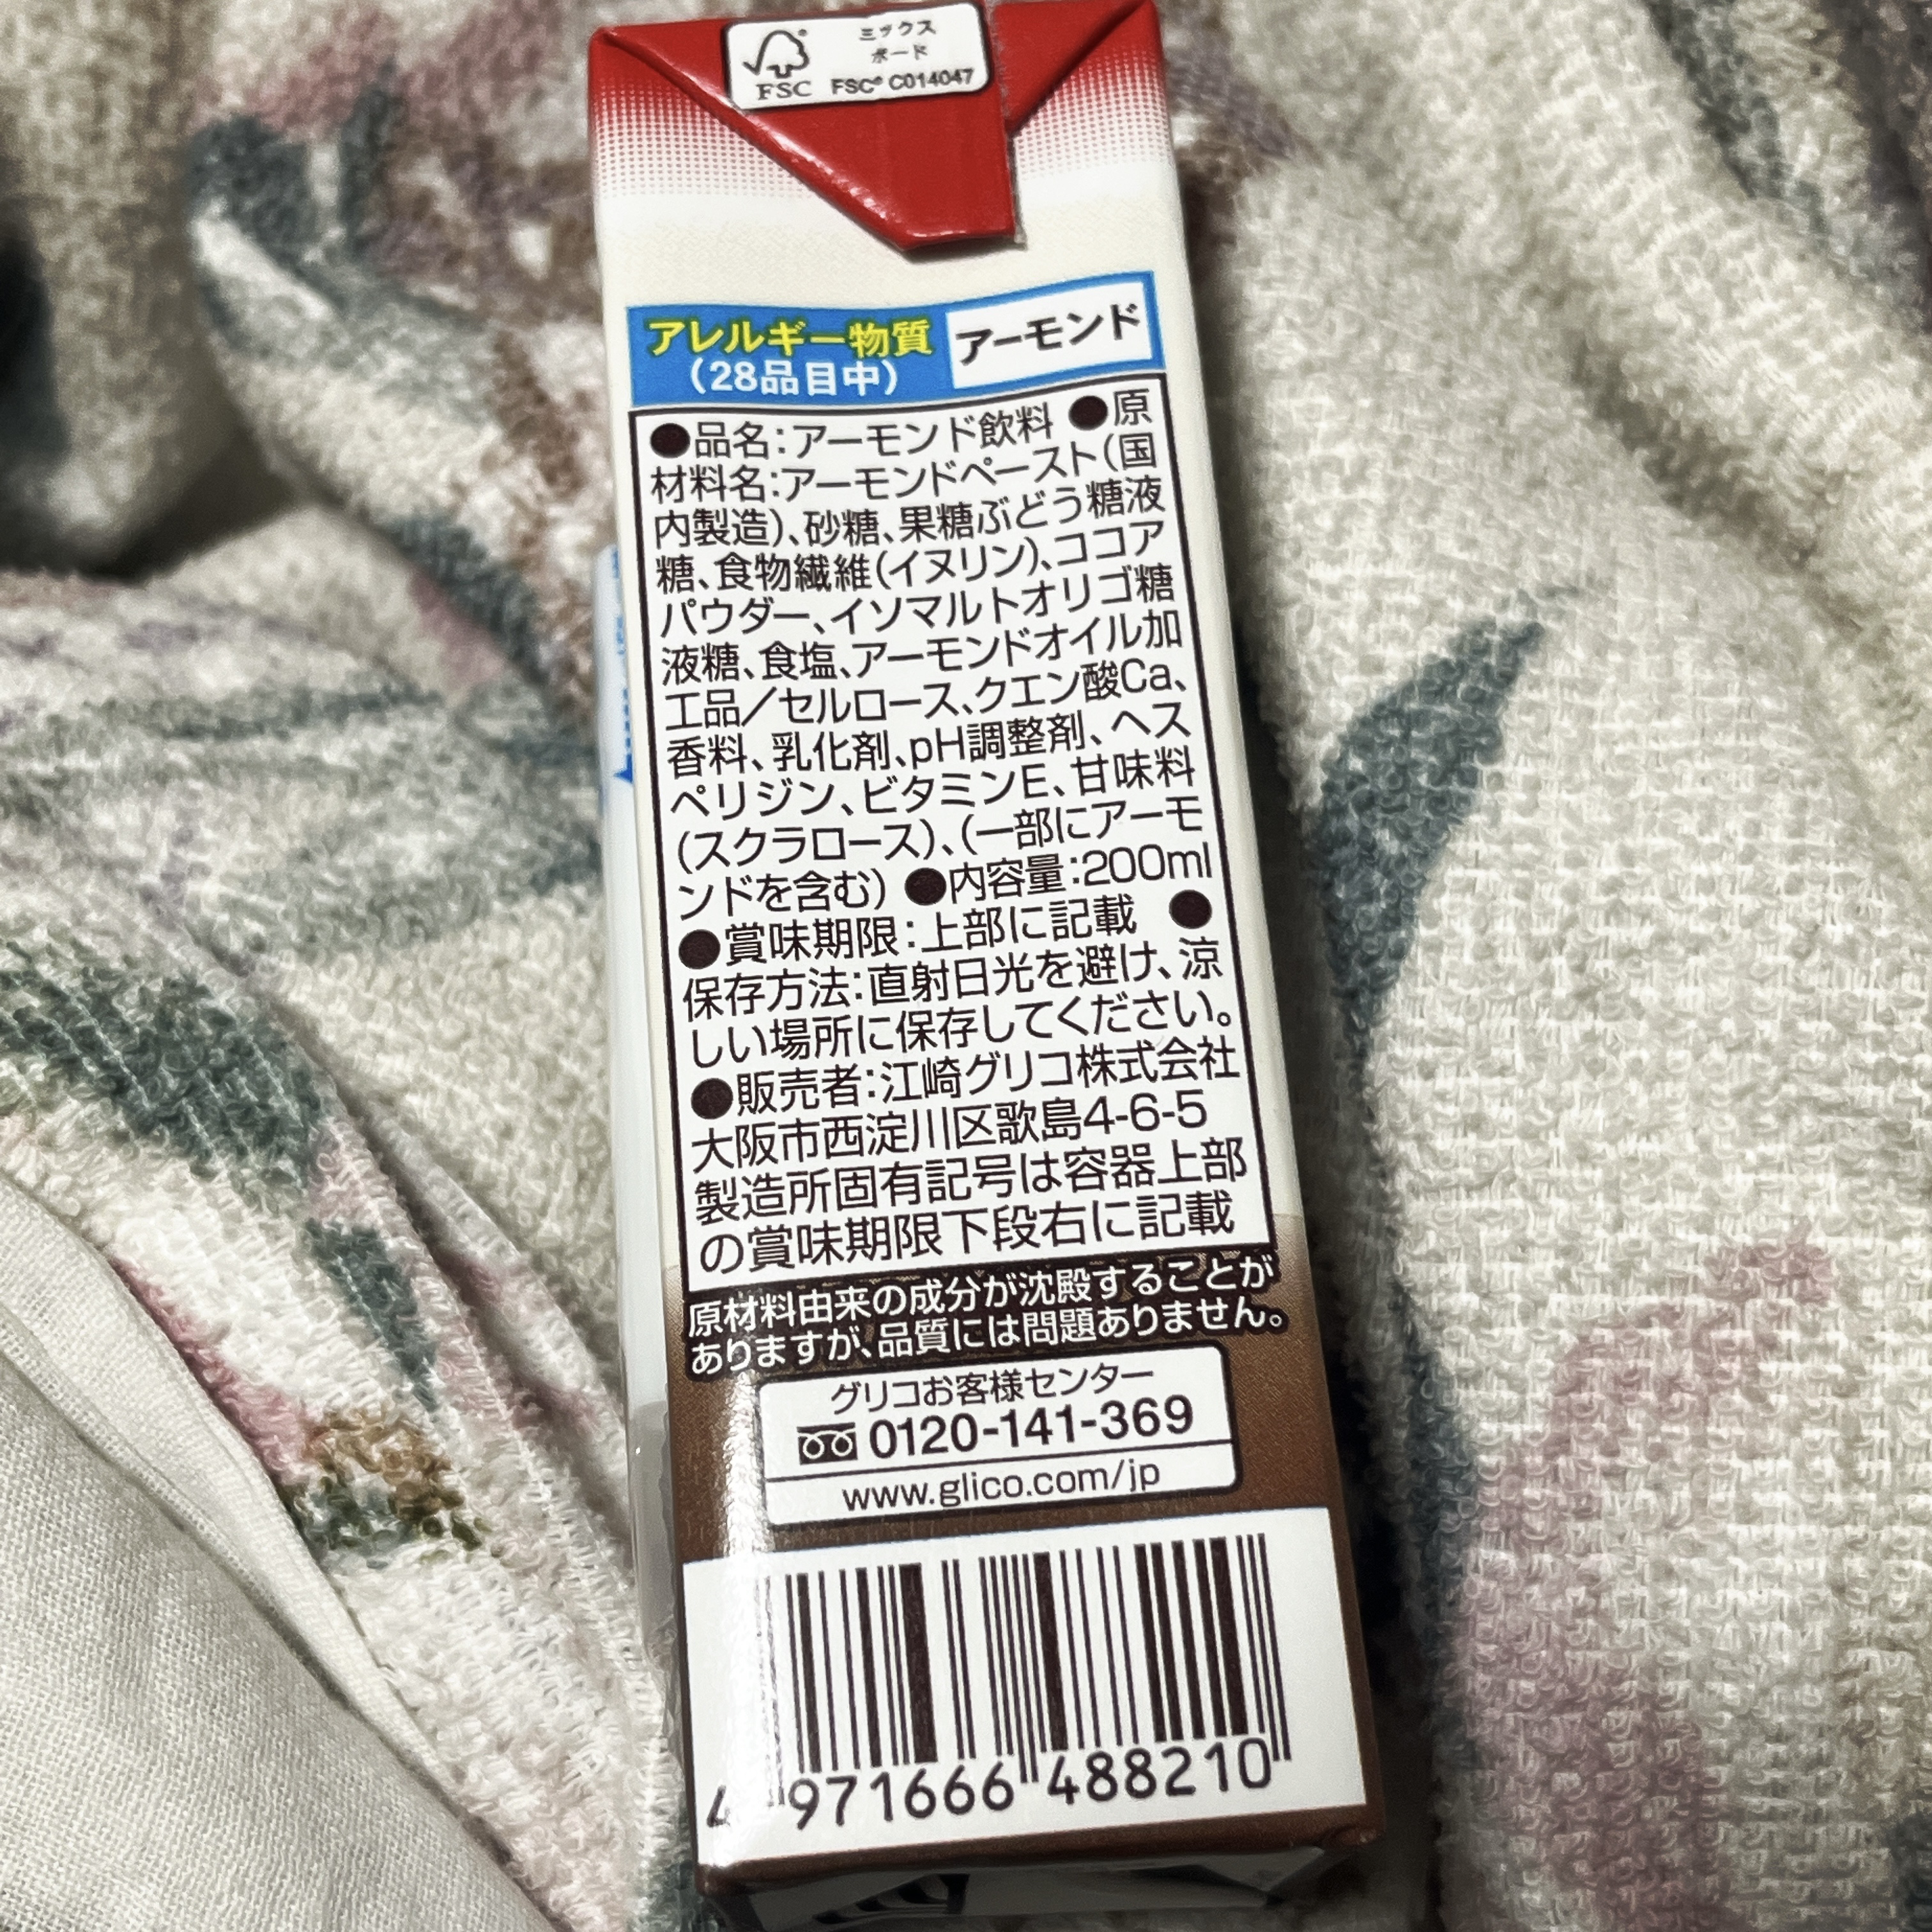 ミックス
ボード
FSC
FSC® C014047
アレルギー物質
(28品目中)
アーモンド
●品名:アーモンド飲料 ●原
材料名:アーモンドペースト(国
内製造)、砂糖、果糖ぶどう糖液
糖、食物繊維(イヌリン)、ココア
パウダー、イソマルトオリゴ糖
液糖、食塩、アーモンドオイル加
工品/セルロース、クエン酸Ca、
香料、乳化剤、pH調整剤、ヘス
ペリジン、ビタミンE、甘味料
(スクラロース)、(一部にアーモ
ンドを含む) ●内容量:200ml
●賞味期限:上部に記載 ●
保存方法:直射日光を避け、涼
しい場所に保存してください。
●販売者:江崎グリコ株式会社
大阪市西淀川区歌島4-6-5
製造所固有記号は容器上部
の賞味期限下段右に記載
原材料由来の成分が沈殿することが
ありますが、品質には問題ありません。
グリコお客様センター
0120-141-369
www.glico.com/jp
4 971666 488210